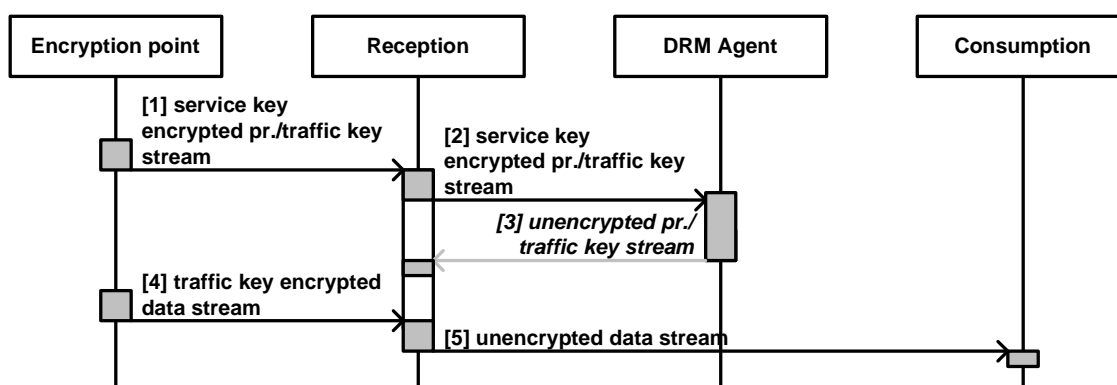 Encryption point
Reception
DRM Agent
Consumption
[1] service key
encrypted pr./traffic key
stream
[2] service key
encrypted pr./traffic key
stream
[3] unencrypted pr./
traffic key stream
[4] traffic key encrypted
data stream
[5] unencrypted data stream